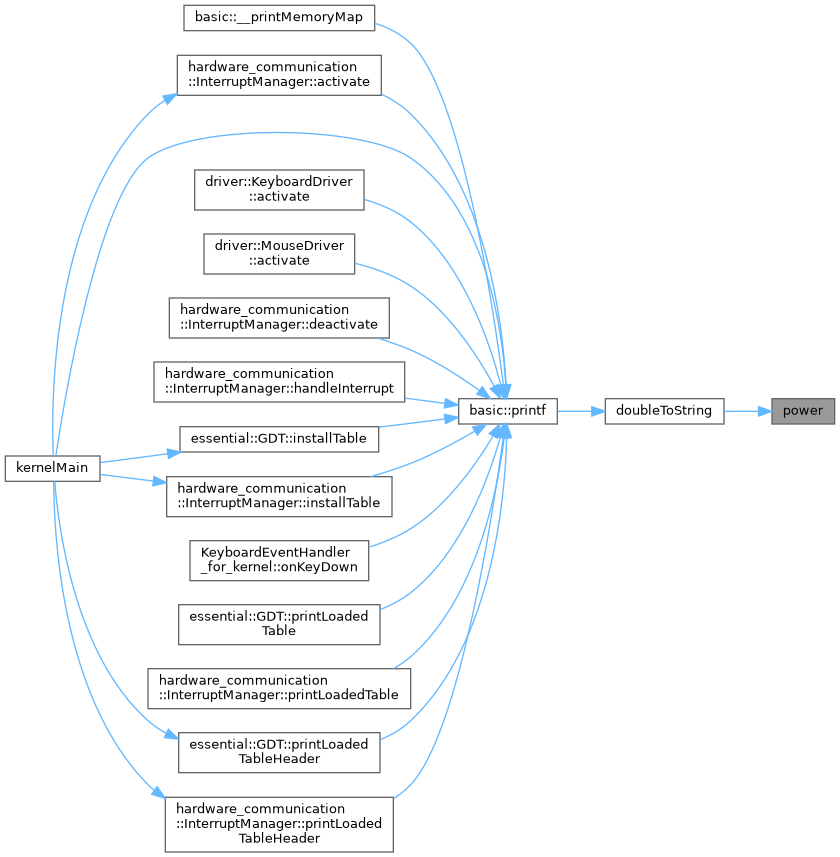 basic::__printMemoryMap
hardware_communication
::InterruptManager::activate
driver::KeyboardDriver
::activate
driver::MouseDriver
::activate
hardware_communication
::InterruptManager::deactivate
hardware_communication
::InterruptManager::handleInterrupt
basic::printf
doubleToString
power
essential::GDT::installTable
kernelMain
hardware_communication
::InterruptManager::installTable
KeyboardEventHandler
_for_kernel::onKeyDown
essential::GDT::printLoaded
Table
hardware_communication
::InterruptManager::printLoadedTable
essential::GDT::printLoaded
TableHeader
hardware_communication
::InterruptManager::printLoaded
TableHeader